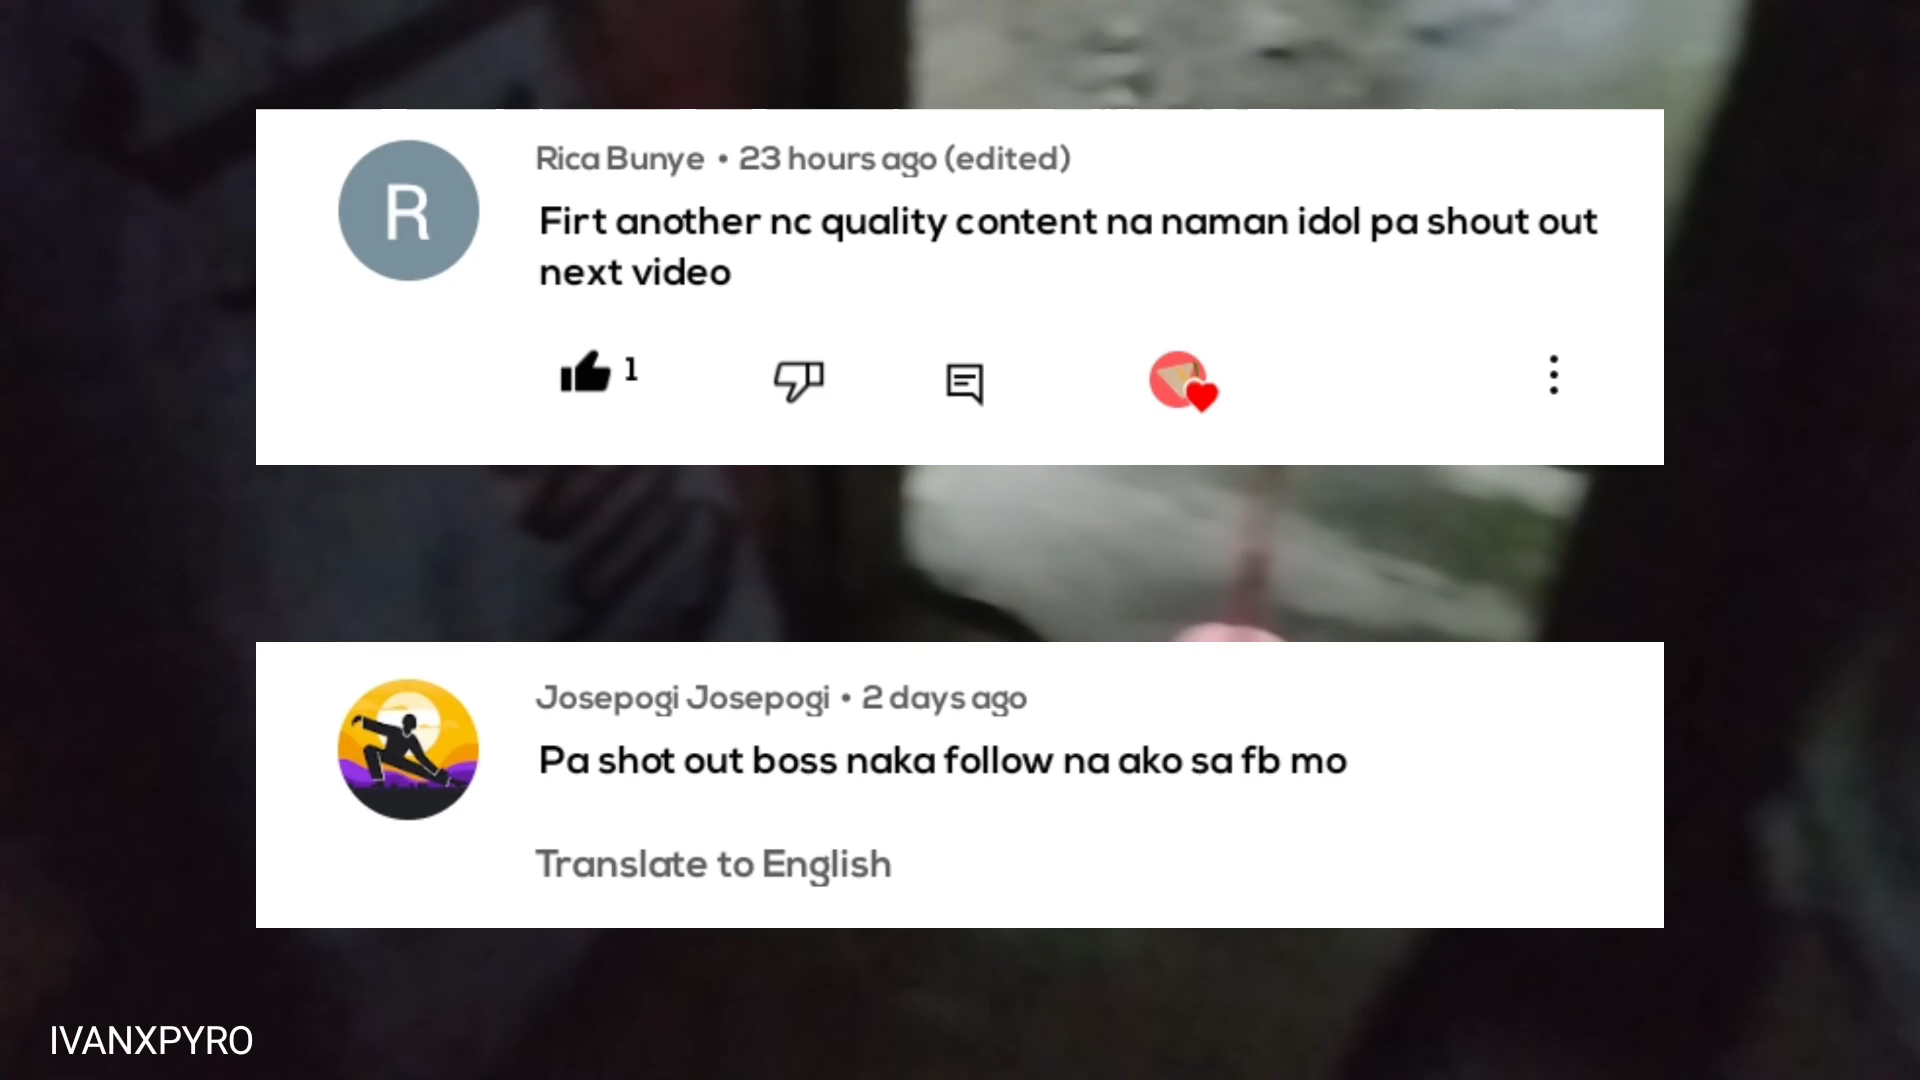 Rica Bunye • 23 hours ago (edited)
R
Firt another nc quality content na naman idol pa shout out
next video
1
Josepogi Josepogi • 2 days ago
Pa shot out boss naka follow na ako sa fb mo
Translate to English
IVANXPYRO